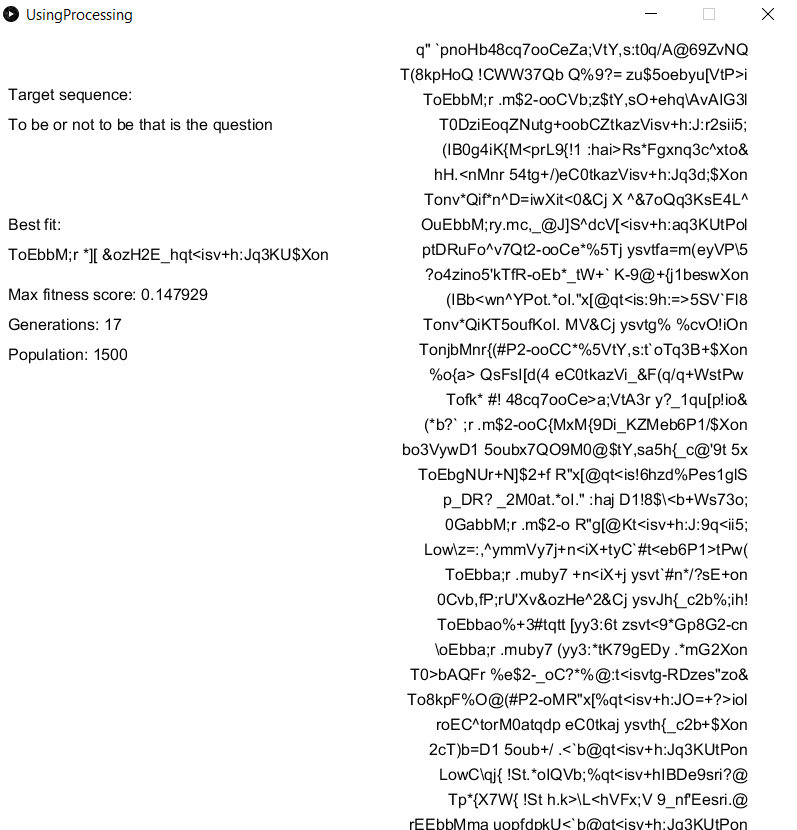 UsingProcessing
Target sequence:
To be or not to be that is the question
Best fit:
ToEbbM;r *][ &ozH2E_hqt<isv+h:Jq3KU$Xon
Max fitness score: 0.147929
Generations: 17
Population: 1500
q" `pnoHb48cq7ooCeZa;VtY,s:t0q/A@69ZvNQ
T(8kpHoQ !CWW37Qb Q%9?= zu$5oebyu[VtP>i
ToEbbM;r .m$2-ooCVb;z$tY,sO+ehq\AvAlG3l
T0DziEoqZNutg+oobCZtkazVisv+h:J:r2sii5;
(IB0g4iK{M<prL9{!1 :hai>Rs*Fgxnq3c^xto&
hH.<nMnr 54tg+/)eC0tkazVisv+h:Jq3d;$Xon
Tonv*Qif*n^D=iwXit<0&Cj X ^&7oQq3KsE4L^
OuEbbM;ry.mc,_@J]S^dcV[<isv+h:aq3KUtPol
ptDRuFo^v7Qt2-ooCe*%5Tj ysvtfa=m(eyVP\5
?o4zino5'kTfR-oEb*_tW+` K-9@+{j1beswXon
(IBb<wn^YPot.*ol."x[@qt<is:9h:=>5SV`Fl8
Tonv*QiKT5oufKol. MV&Cj ysvtg% %cvO!iOn
TonjbMnr{(#P2-ooCC*%5VtY,s:t`oTq3B+$Xon
%o{a> QsFsI[d(4 eC0tkazVi_&F(q/q+WstPw
Tofk* #! 48cq7ooCe>a;VtA3r y?_1qu[p!io&
(*b?` ;r .m$2-ooC{MxM{9Di_KZMeb6P1/$Xon
bo3VywD1 5oubx7QO9M0@$tY,sa5h{_c@'9t 5x
ToEbgNUr+N]$2+f R"x[@qt<is!6hzd%Pes1glS
p_DR? _2M0at.*ol." :haj D1!8$\<b+Ws73o;
0GabbM;r .m$2-o R"g[@Kt<isv+h:J:9q<ii5;
Low\z=:,^ymmVy7j+n<iX+tyC`#t<eb6P1>tPw(
ToEbba;r .muby7 +n<iX+j ysvt`#n*/?sE+on
0Cvb,fP;rU'Xv&ozHe^2&Cj ysvJh{_c2b%;ih!
ToEbbao%+3#tqtt [yy3:6t zsvt<9*Gp8G2-cn
\oEbba;r .muby7 (yy3:*tK79gEDy .*mG2Xon
T0>bAQFr %e$2-_oC?*%@:t<isvtg-RDzes"zo&
To8kpF%O@(#P2-oMR"x[%qt<isv+h:JO=+?>iol
roEC^torM0atqdp eC0tkaj ysvth{_c2b+$Xon
2cT)b=D1 5oub+/ .<`b@qt<isv+h:Jq3KUtPon
LowC\qj{ !St.*olQVb;%qt<isv+hIBDe9sri?@
Tp*{X7W{ !St h.k>\L<hVFx;V 9_nf'Eesri.@
rEEbbMma uopfdpkU<`b@qt<isv+h:Jq3KUtPon